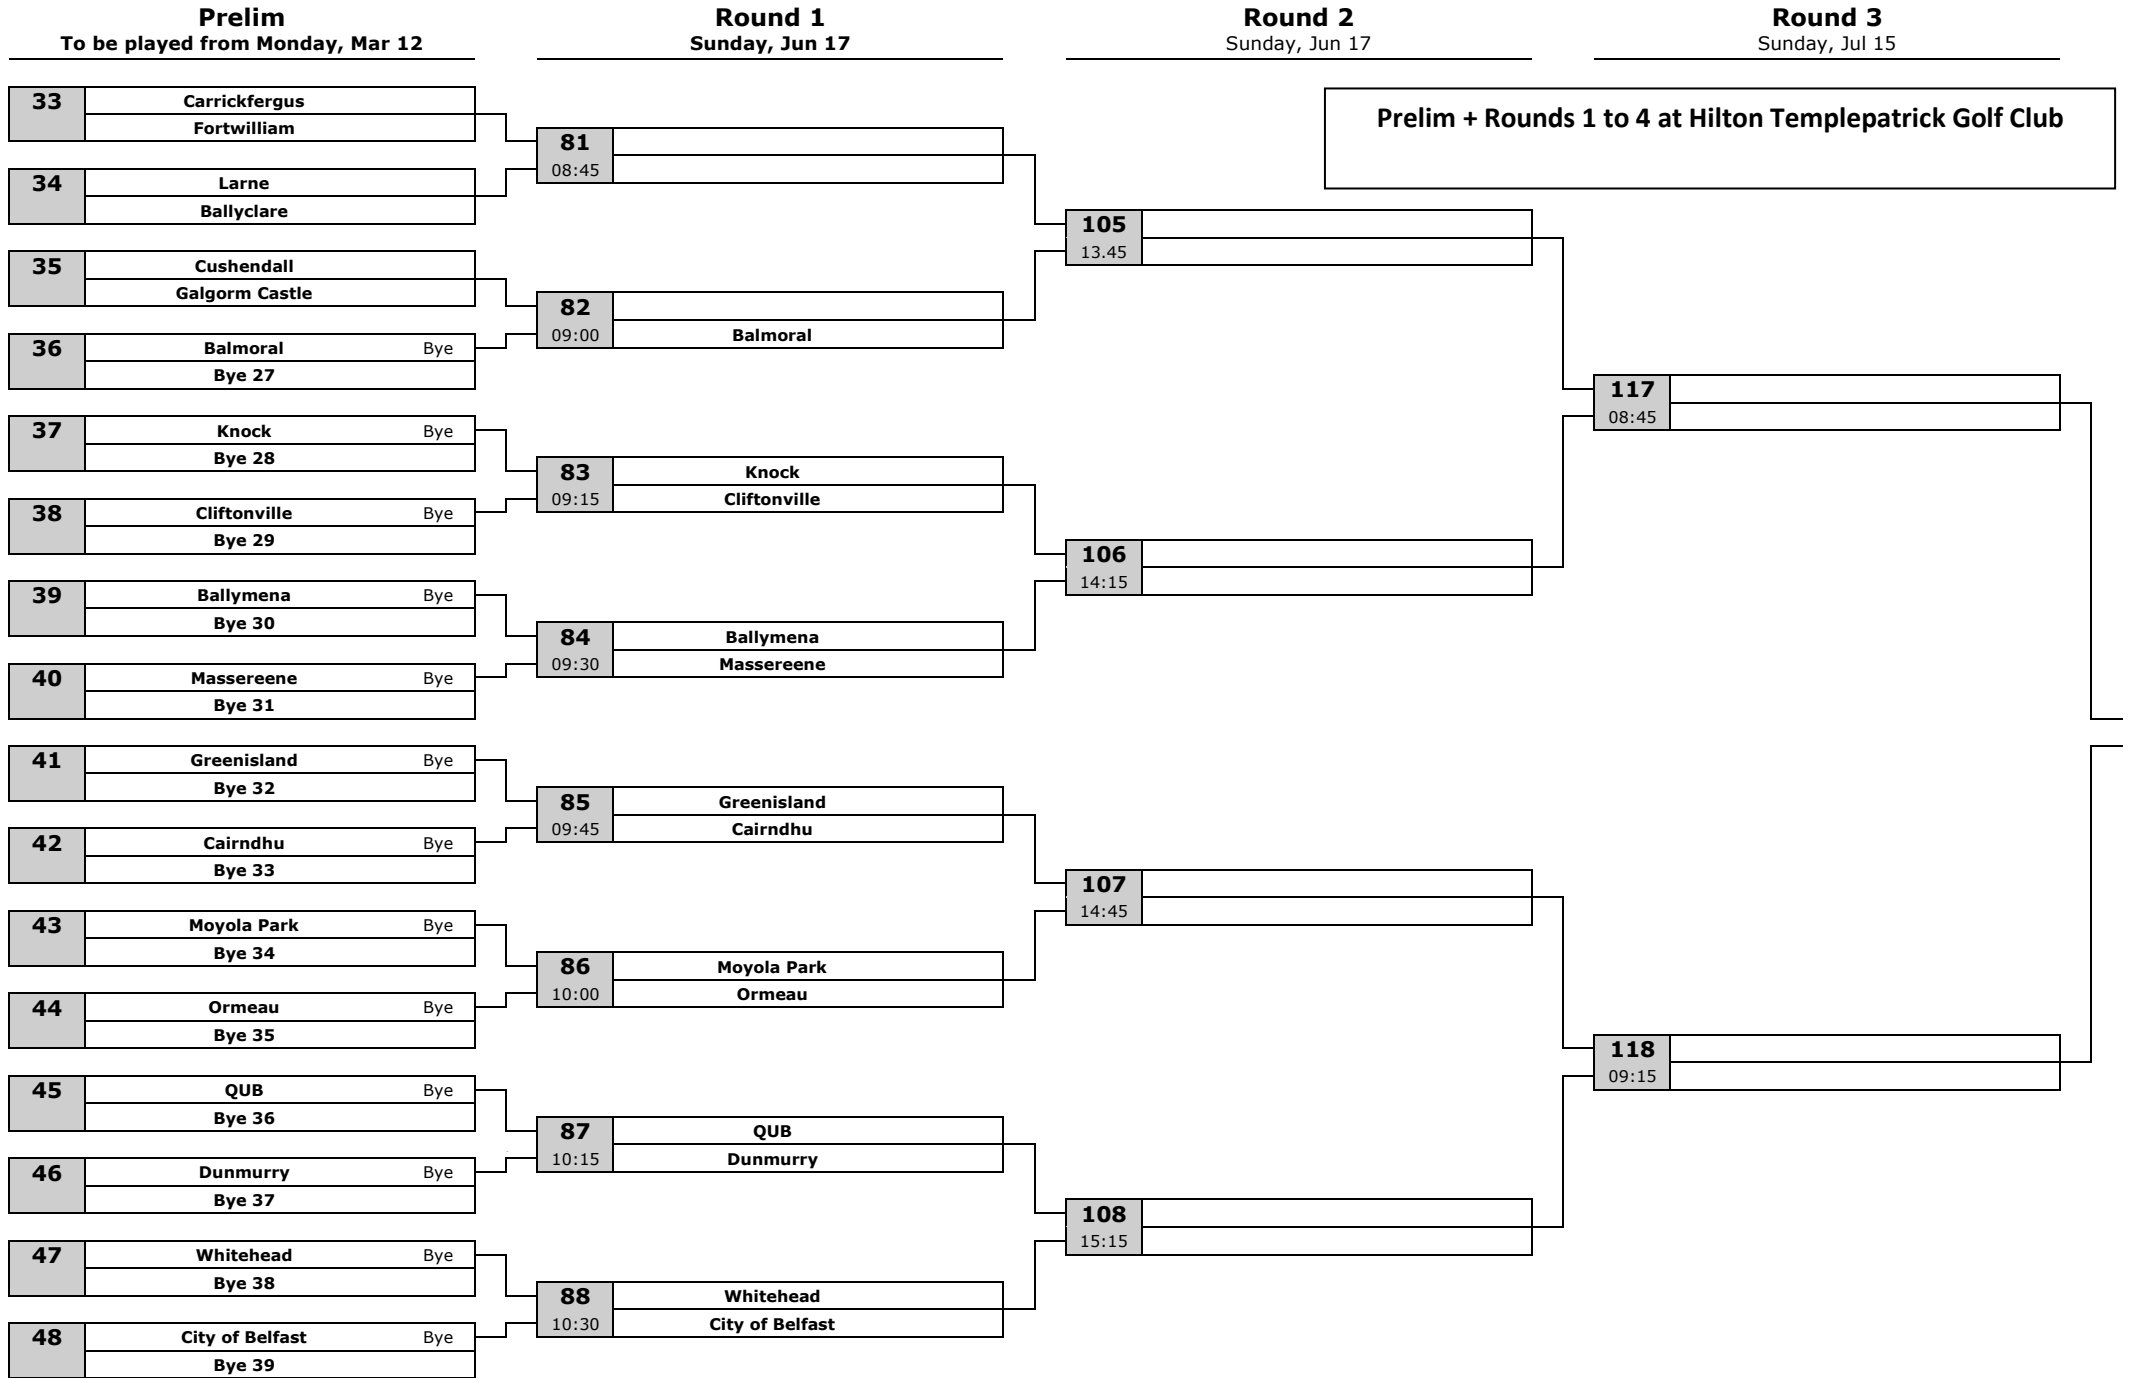 Prelim
To be played from Monday, Mar 12
Round 1
Sunday, Jun 17
Round 2
Sunday, Jun 17
Round 3
Sunday, Jul 15
Prelim + Rounds 1 to 4 at Hilton Templepatrick Golf Club
33 Carrickfergus
Fortwilliam
34 Larne
Ballyclare
35 Cushendall
Galgorm Castle
36 Balmoral Bye
Bye 27
37 Knock Bye
Bye 28
38 Cliftonville Bye
Bye 29
39 Ballymena Bye
Bye 30
40 Massereene Bye
Bye 31
41 Greenisland Bye
Bye 32
42 Cairndhu Bye
Bye 33
43 Moyola Park Bye
Bye 34
44 Ormeau Bye
Bye 35
45 QUB Bye
Bye 36
46 Dunmurry Bye
Bye 37
47 Whitehead Bye
Bye 38
48 City of Belfast Bye
Bye 39
81
08:45
82
09:00 Balmoral
83 Knock
09:15 Cliftonville
84 Ballymena
09:30 Massereene
85 Greenisland
09:45 Cairndhu
86 Moyola Park
10:00 Ormeau
87 QUB
10:15 Dunmurry
88 Whitehead
10:30 City of Belfast
105
13.45
106
14:15
107
14:45
108
15:15
117
08:45
118
09:15